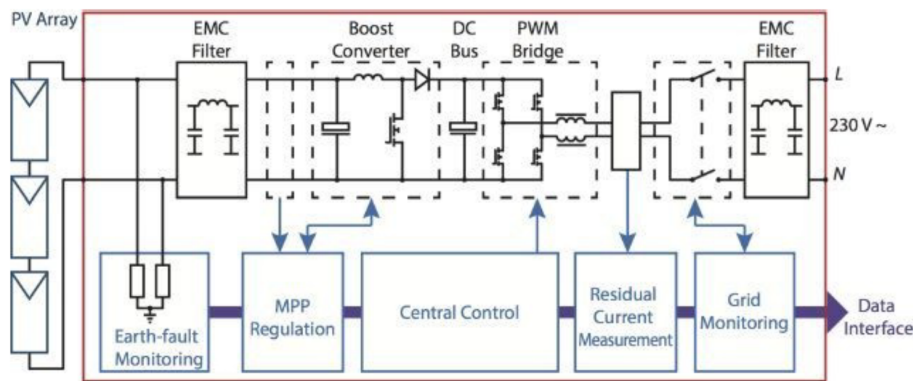 PV Array
EMC
Filter
Boost
Converter
DC
Bus
PWM
Bridge
EMC
Filter
L
230 V ~
N
Earth-fault
Monitoring
MPP
Regulation
Central Control
Residual
Current
Measurement
Grid
Monitoring
Data
Interface